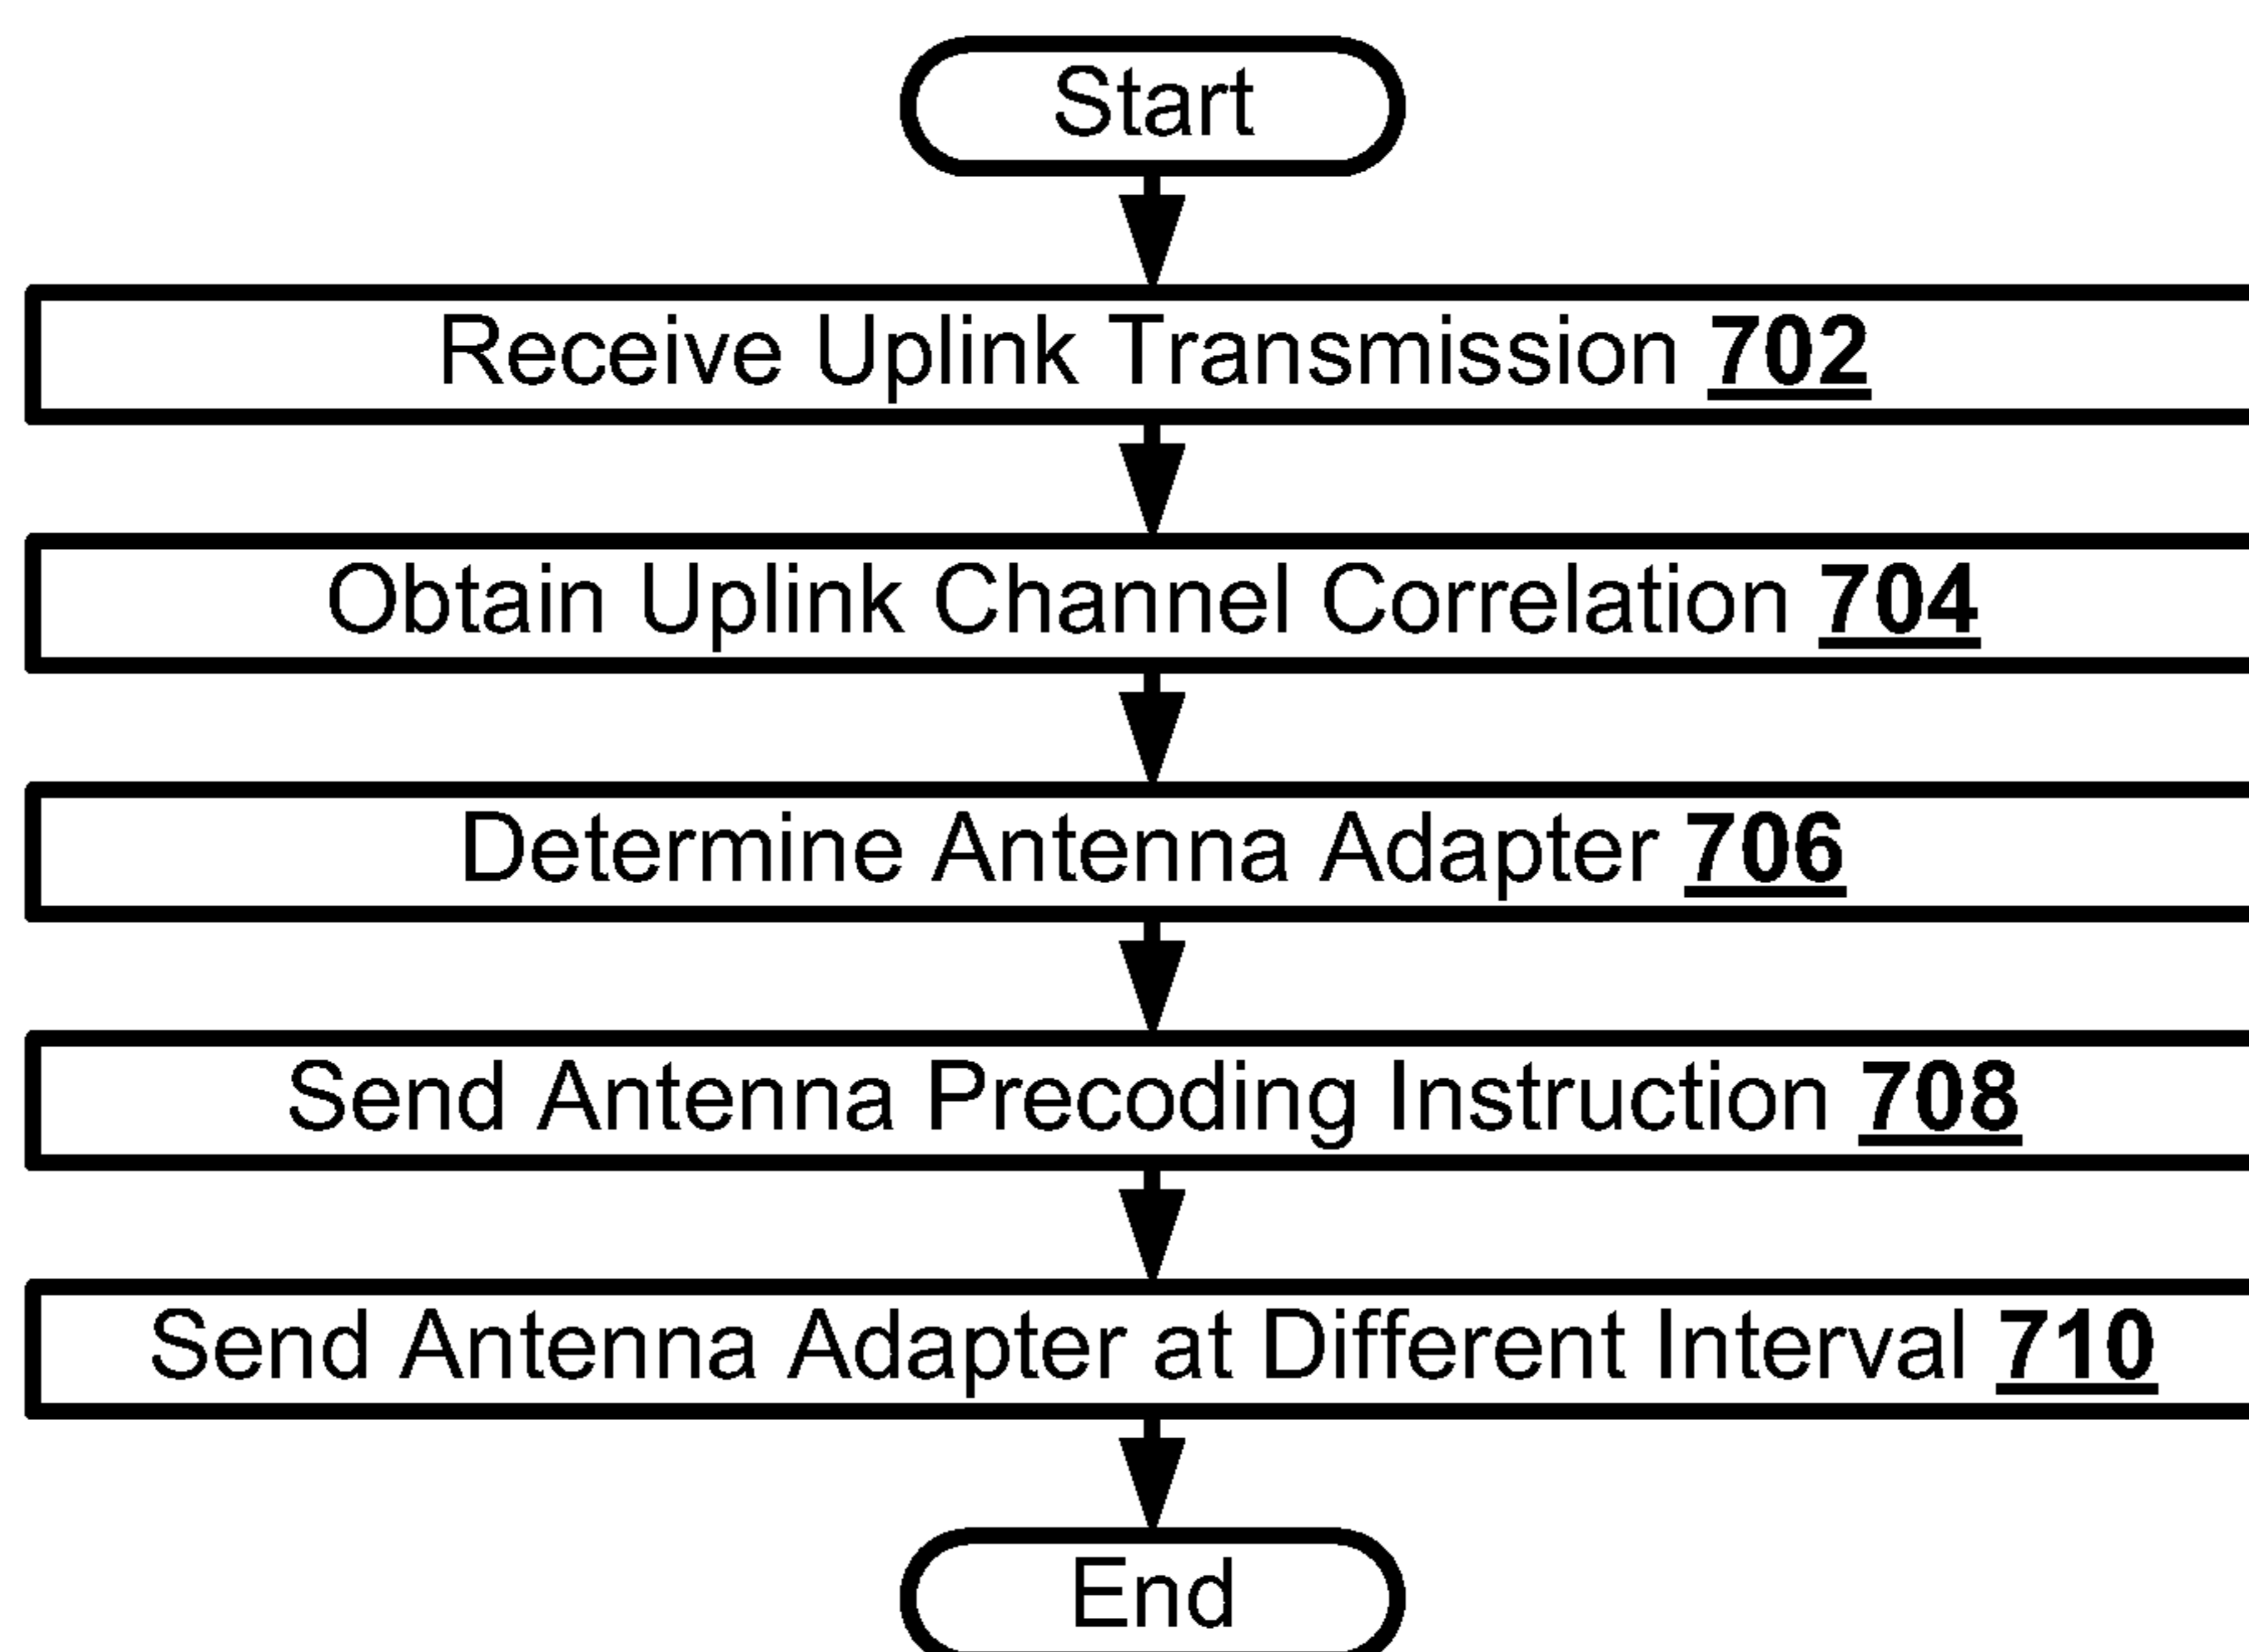 Start
Receive Uplink Transmission 702
Obtain Uplink Channel Correlation 704
Determine Antenna Adapter 706
Send Antenna Precoding Instruction 708
Send Antenna Adapter at Different Interval 710
End